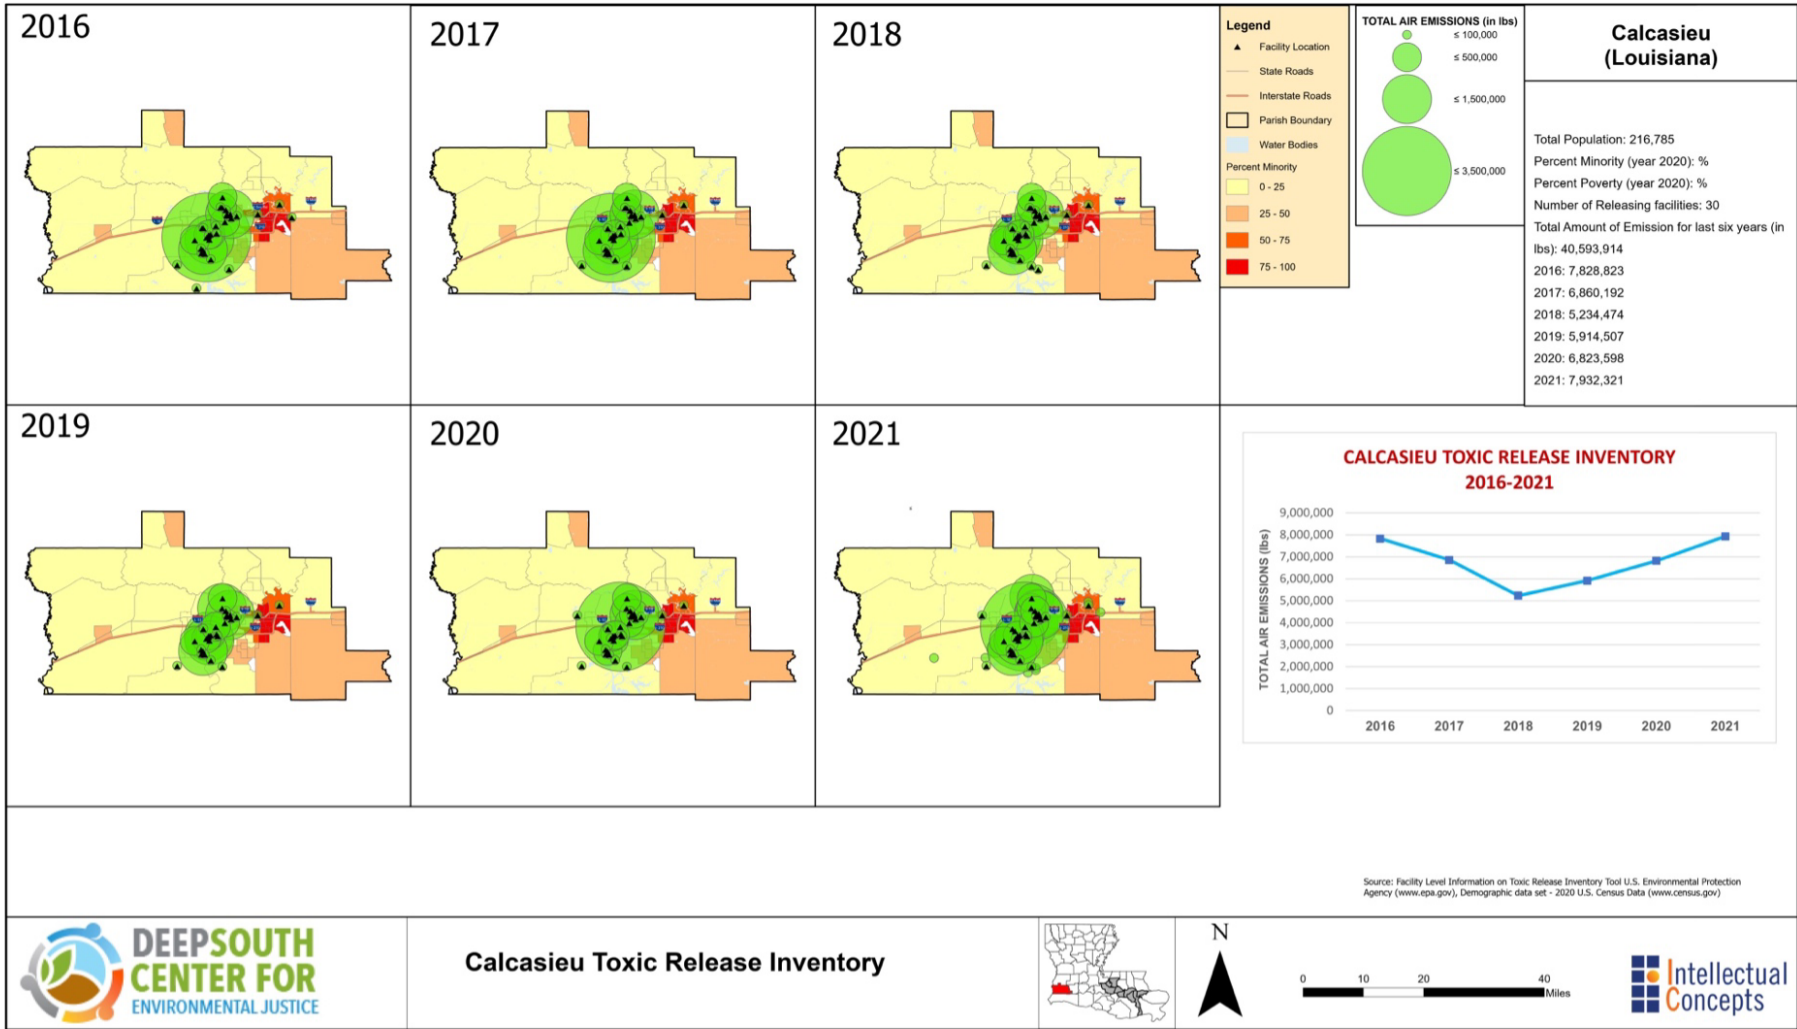 2016
2017
2018
Legend
Facility Location
State Roads
Interstate Roads
Parish Boundary
Water Bodies
Percent Minority
0 - 25
25 - 50
50 - 75
75 - 100
TOTAL AIR EMISSIONS (in lbs)
≤ 100,000
≤ 500,000
≤ 1,500,000
≤ 3,500,000
Calcasieu
(Louisiana)
Total Population: 216,785
Percent Minority (year 2020): %
Percent Poverty (year 2020): %
Number of Releasing facilities: 30
Total Amount of Emission for last six years (in
lbs): 40,593,914
2016: 7,828,823
2017: 6,860,192
2018: 5,234,474
2019: 5,914,507
2020: 6,823,598
2021: 7,932,321
2019
2020
2021
CALCASIEU TOXIC RELEASE INVENTORY
2016-2021
TOTAL AIR EMISSIONS (lbs)
9,000,000
8,000,000
7,000,000
6,000,000
5,000,000
4,000,000
3,000,000
2,000,000
1,000,000
0
2016 2017 2018 2019 2020 2021
Source: Facility Level Information on Toxic Release Inventory Tool U.S. Environmental Protection
Agency (www.epa.gov), Demographic data set - 2020 U.S. Census Data (www.census.gov)
DEEPSOUTH
CENTER FOR
ENVIRONMENTAL JUSTICE
Calcasieu Toxic Release Inventory
N
0 10 20 40
Miles
Intellectual
Concepts